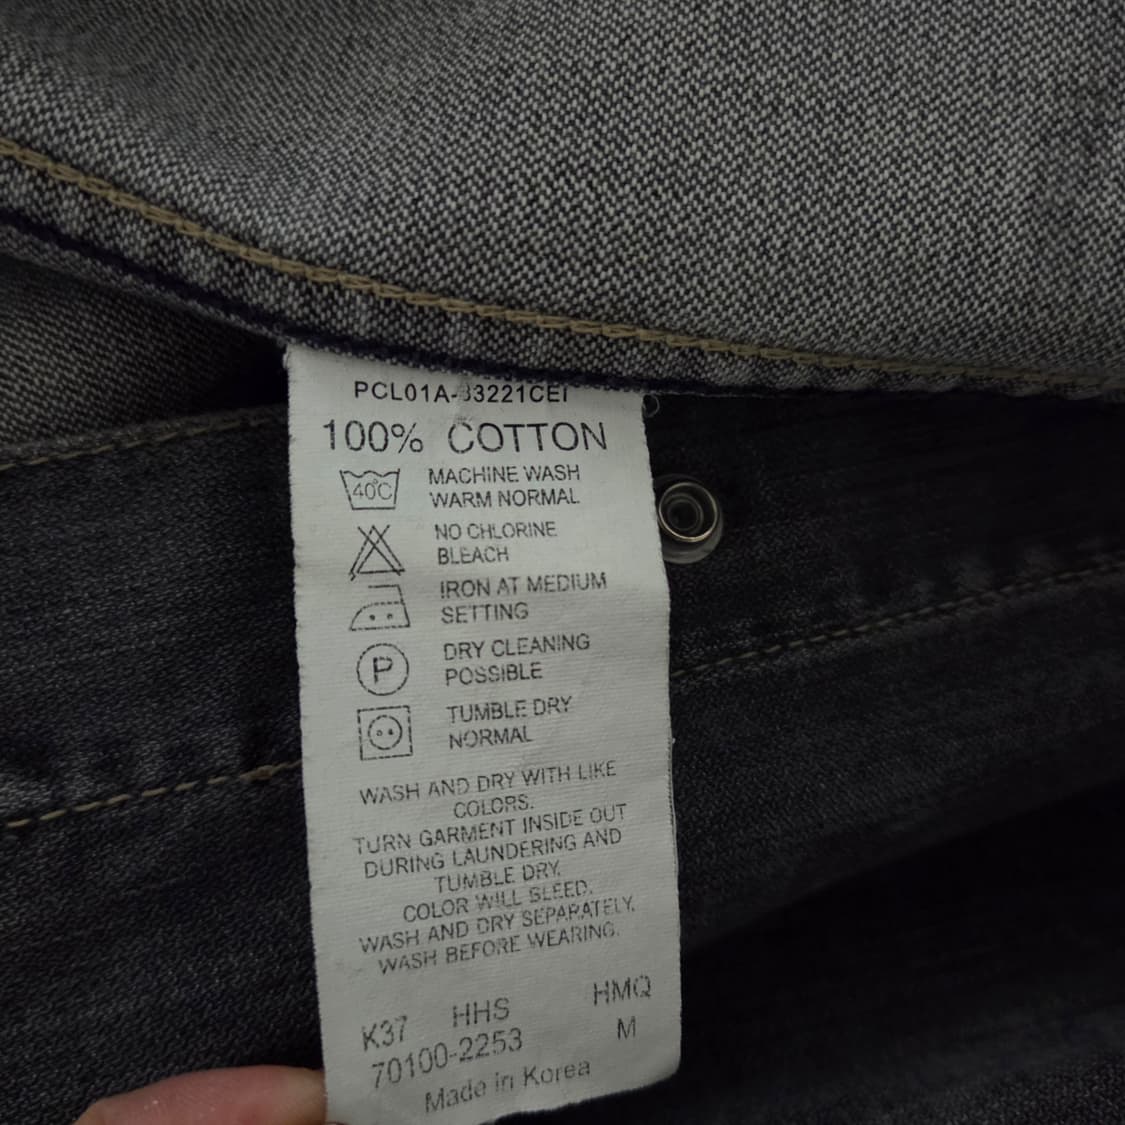 PCL01A-33221CEI
100% COTTON
40°C
MACHINE WASH
WARM NORMAL
NO CHLORINE
BLEACH
IRON AT MEDIUM
SETTING
P
DRY CLEANING
POSSIBLE
TUMBLE DRY
NORMAL
WASH AND DRY WITH LIKE
COLORS.
TURN GARMENT INSIDE OUT
DURING LAUNDERING AND
TUMBLE DRY.
COLOR WILL BLEED.
WASH AND DRY SEPARATELY.
WASH BEFORE WEARING.
K37 HHS HMQ
70100-2253 M
Made in Korea